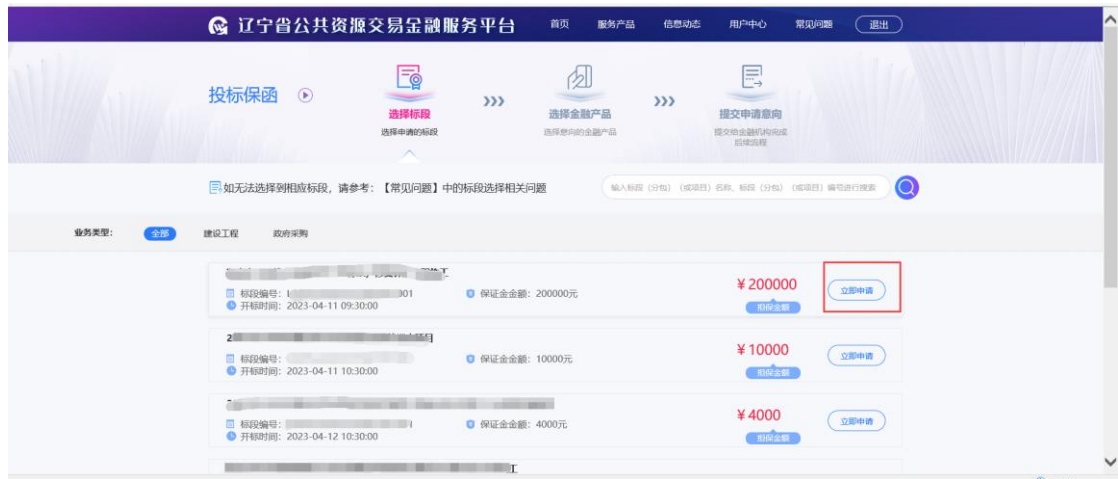 辽宁省公共资源交易金融服务平台 首页 服务产品 信息动态 用户中心 常见问题 退出
投标保函
选择标段
选择申请的标段
选择金融产品
选择意向的金融产品
提交申请意向
提交给金融机构完成
后续流程
如无法选择到相应标段，请参考：【常见问题】中的标段选择相关问题
输入标段（分包）（或项目）名称、标段（分包）（或项目）编号进行搜索
业务类型： 全部 建设工程 政府采购
标段编号： 001 保证金金额：200000元
开标时间：2023-04-11 09:30:00
¥200000
担保金额
立即申请
标段编号： 保证金金额：10000元
开标时间：2023-04-11 10:30:00
¥10000
担保金额
立即申请
标段编号： 保证金金额：4000元
开标时间：2023-04-12 10:30:00
¥4000
担保金额
立即申请